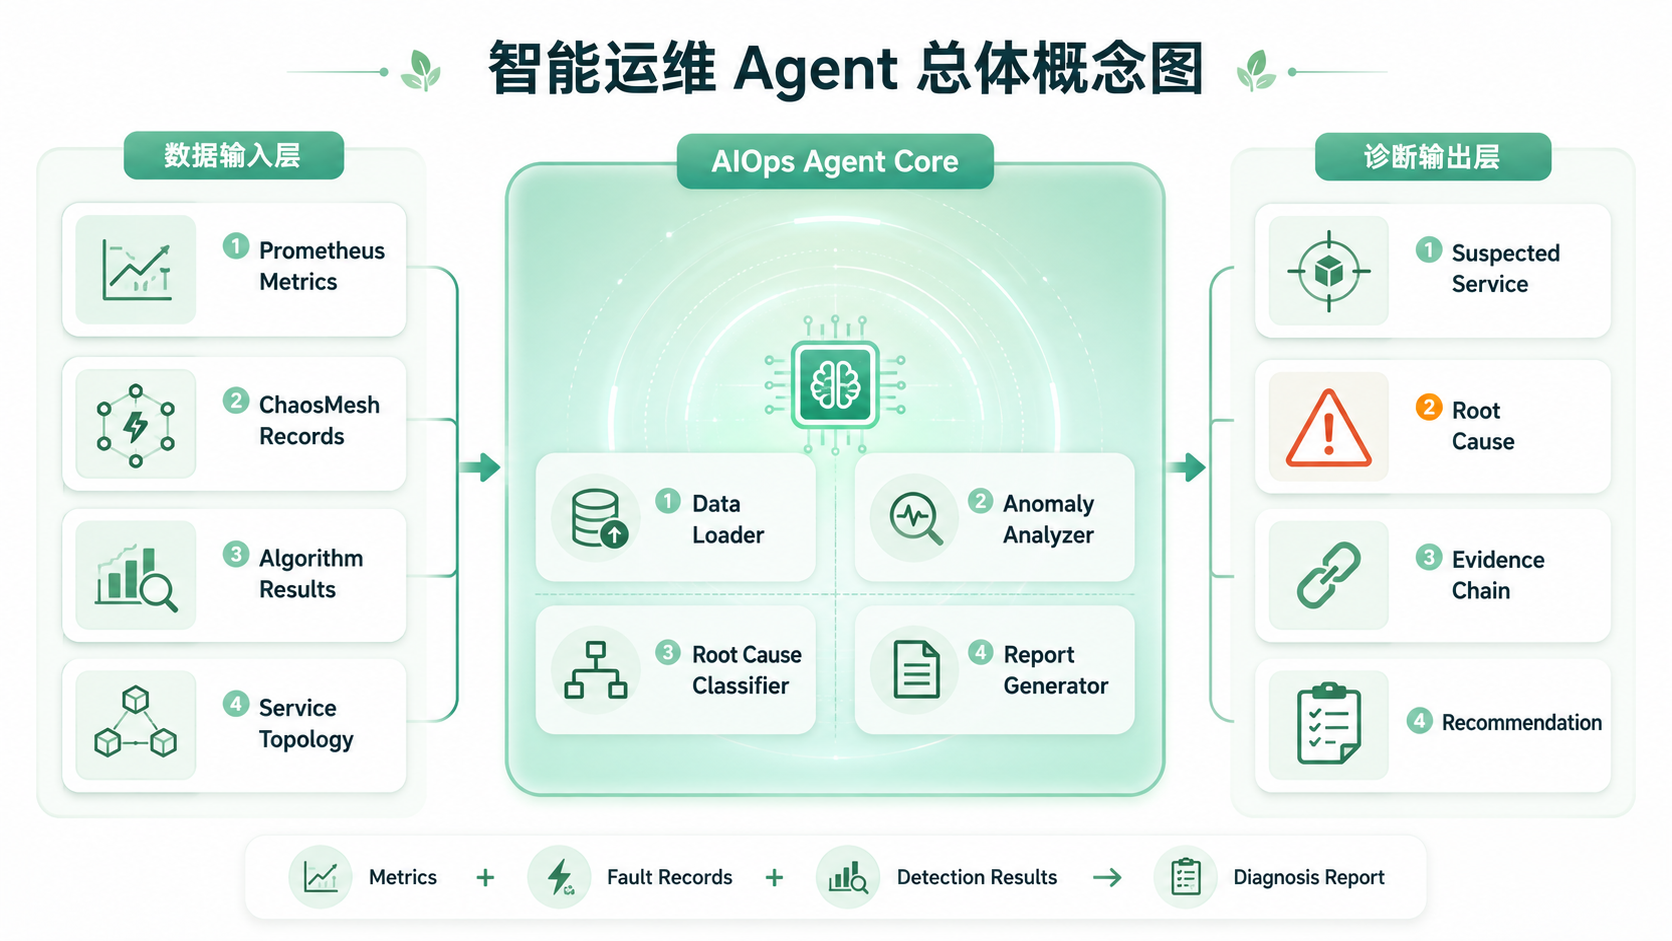 智能运维 Agent 总体概念图
数据输入层
1 Prometheus
Metrics
2 ChaosMesh
Records
3 Algorithm
Results
4 Service
Topology
AIOps Agent Core
1 Data
Loader
2 Anomaly
Analyzer
3 Root Cause
Classifier
4 Report
Generator
诊断输出层
1 Suspected
Service
2 Root
Cause
3 Evidence
Chain
4 Recommendation
Metrics + Fault Records + Detection Results → Diagnosis Report